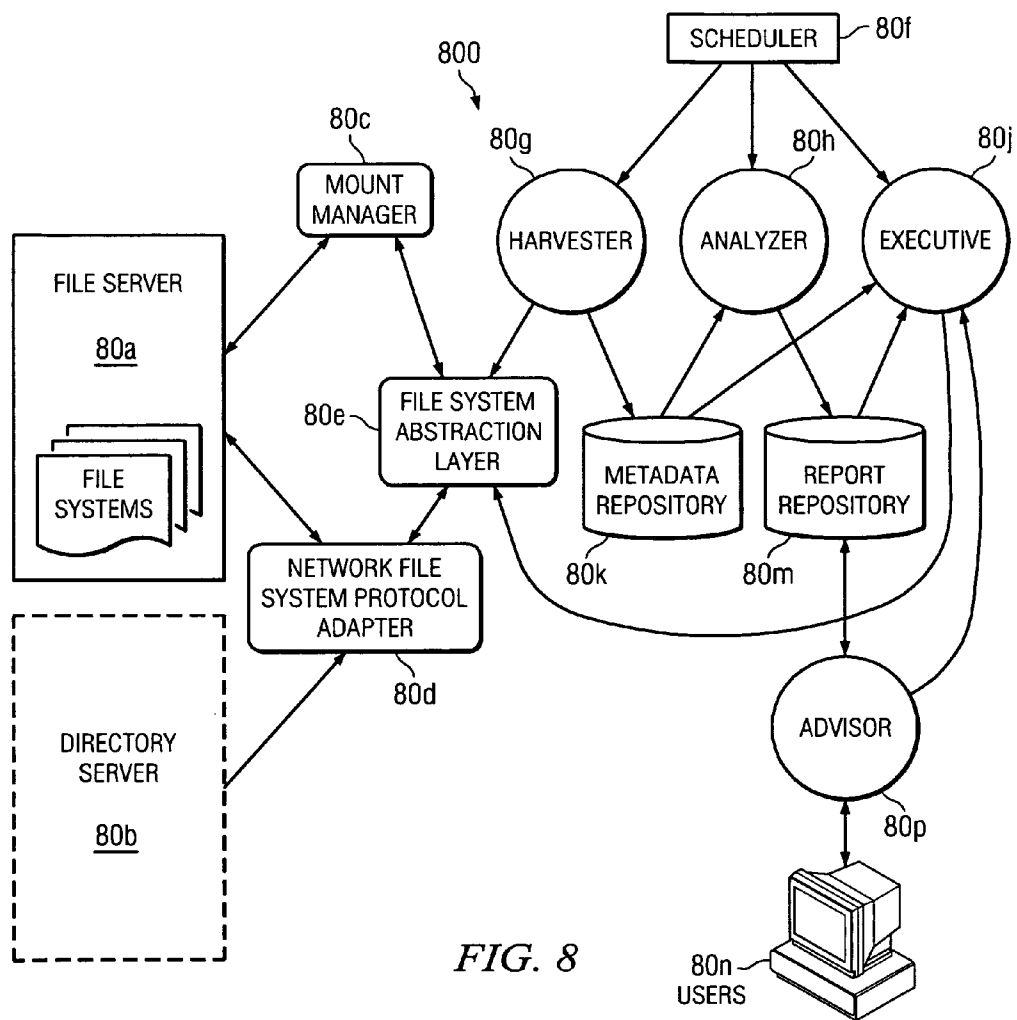 SCHEDULER
80f
800
80c
80g
80h
80j
MOUNT
MANAGER
HARVESTER
ANALYZER
EXECUTIVE
FILE SERVER
80a
FILE
SYSTEMS
80e
FILE SYSTEM
ABSTRACTION
LAYER
METADATA
REPOSITORY
REPORT
REPOSITORY
80k
80m
NETWORK FILE
SYSTEM PROTOCOL
ADAPTER
80d
DIRECTORY
SERVER
80b
ADVISOR
80p
FIG. 8
80n
USERS